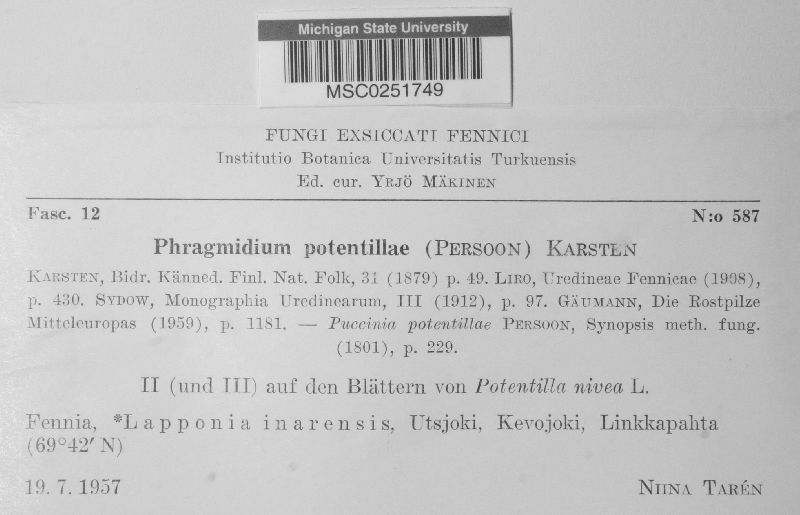 Michigan State University
MSC0251749
FUNGI EXSICCATI FENNICI
Institutio Botanica Universitatis Turkuensis
Ed. cur. YRJÖ MÄKINEN
Fasc. 12 N:o 587
Phragmidium potentillae (PERSOON) KARSTEN
KARSTEN, Bidr. Känned. Finl. Nat. Folk, 31 (1879) p. 49. LIRO, Uredineae Fennicae (1908),
p. 430. SYDOW, Monographia Uredinearum, III (1912), p. 97. GÄUMANN, Die Rostpilze
Mitteleuropas (1959), p. 1181. — Puccinia potentillae PERSOON, Synopsis meth. fung.
(1801), p. 229.
II (und III) auf den Blättern von Potentilla nivea L.
Fennia, *Lapponia inarensis, Utsjoki, Kevojoki, Linkkapahta
(69°42′ N)
19. 7. 1957 NIINA TARÉN